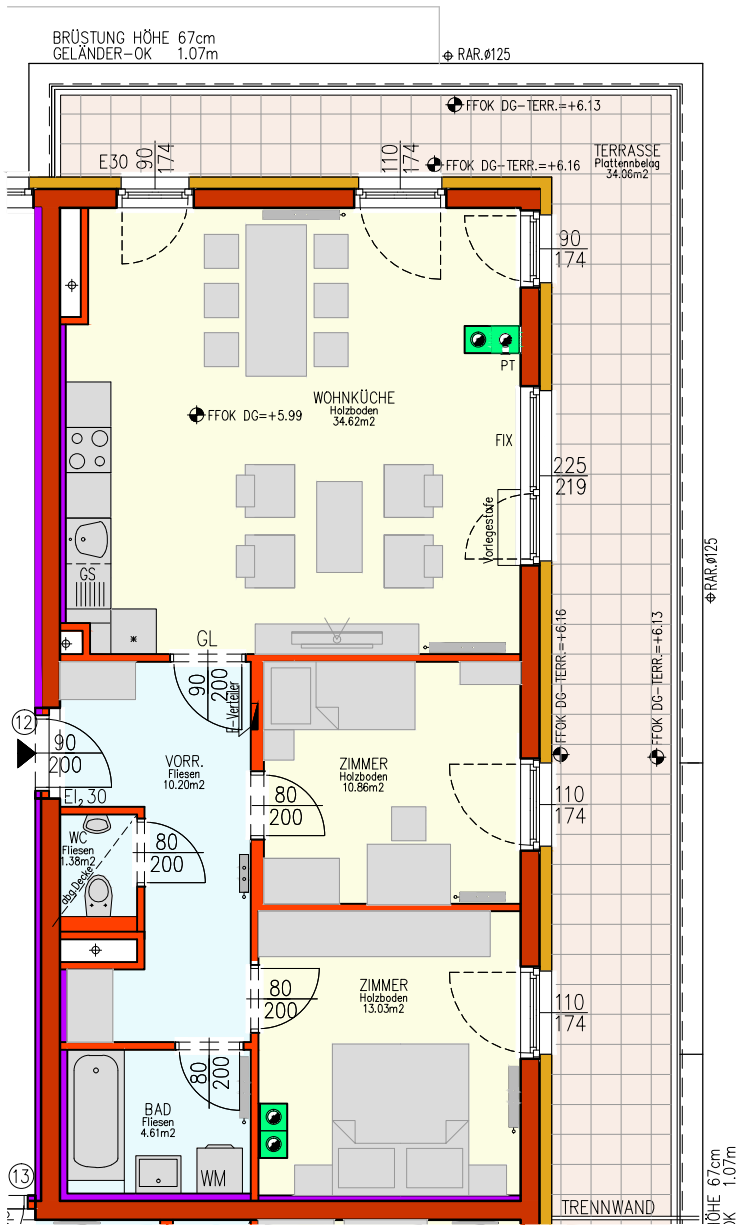 BRÜSTUNG HÖHE 67cm
GELÄNDER-OK 1.07m
RAR.ø125
FFOK DG-TERR.=+6.13
TERRASSE
Plattennbelag
34.06m2
E30
90
174
110
174
FFOK DG-TERR.=+6.16
90
174
PT
WOHNKÜCHE
Holzboden
34.62m2
FFOK DG=+5.99
FIX
225
219
Vorlegestufe
GS
RAR.ø125
GL
90
200
E-Verteiler
FFOK DG-TERR.=+6.16
FFOK DG-TERR.=+6.13
12
90
200
EI₂30
VORR.
Fliesen
10.20m2
ZIMMER
Holzboden
10.86m2
80
200
110
174
WC
Fliesen
1.38m2
abg.Decke
80
200
ZIMMER
Holzboden
13.03m2
80
200
110
174
80
200
BAD
Fliesen
4.61m2
WM
13
TRENNWAND
ÖHE 67cm
OK 1.07m